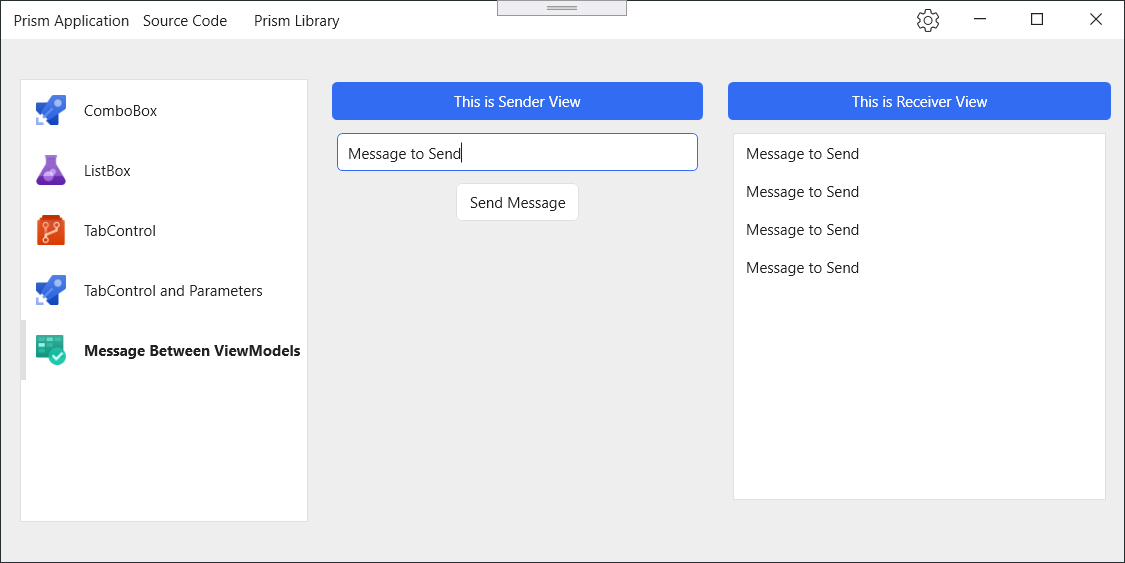 Prism Application Source Code Prism Library
ComboBox
ListBox
TabControl
TabControl and Parameters
Message Between ViewModels
This is Sender View
Message to Send
Send Message
This is Receiver View
Message to Send
Message to Send
Message to Send
Message to Send